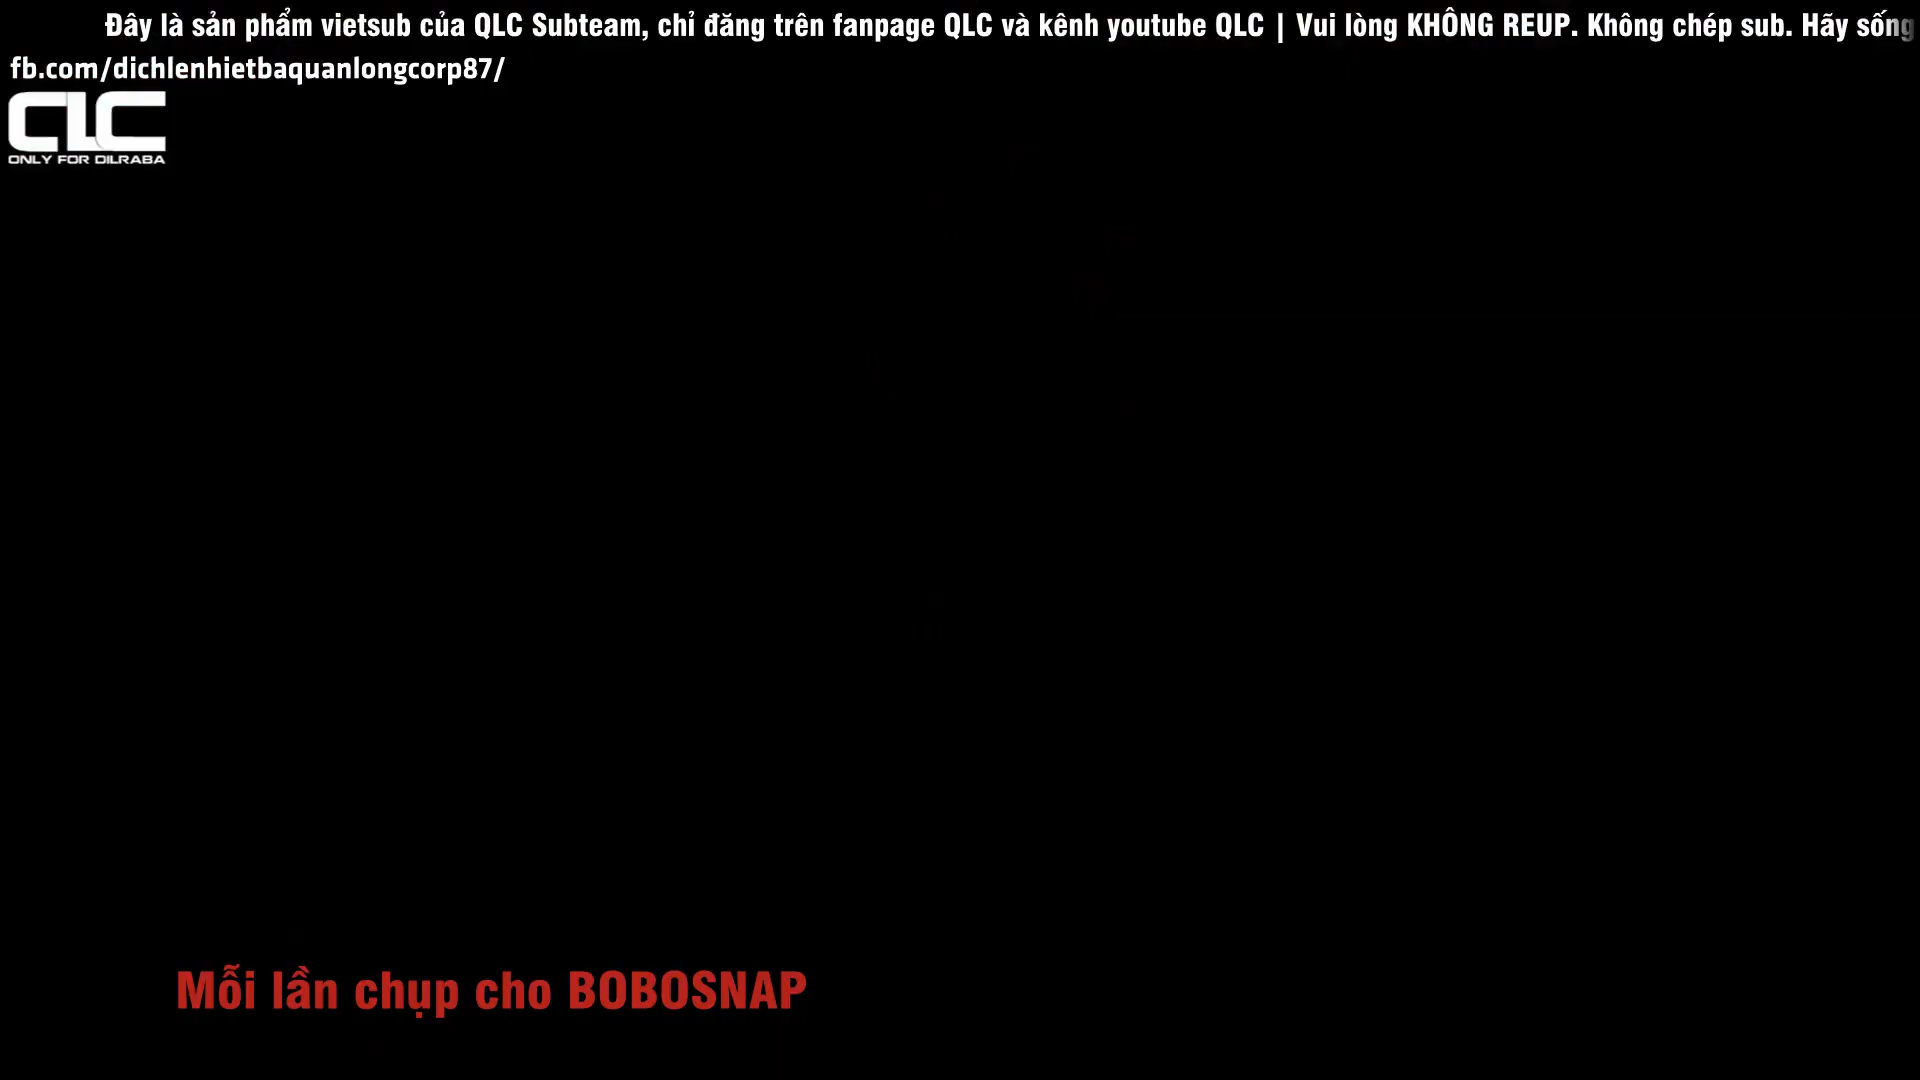 Đây là sản phẩm vietsub của QLC Subteam, chỉ đăng trên fanpage QLC và kênh youtube QLC | Vui lòng KHÔNG REUP. Không chép sub. Hãy sống
fb.com/dichlenhietbaquanlongcorp87/
QLC
ONLY FOR DILRABA
Mỗi lần chụp cho BOBOSNAP